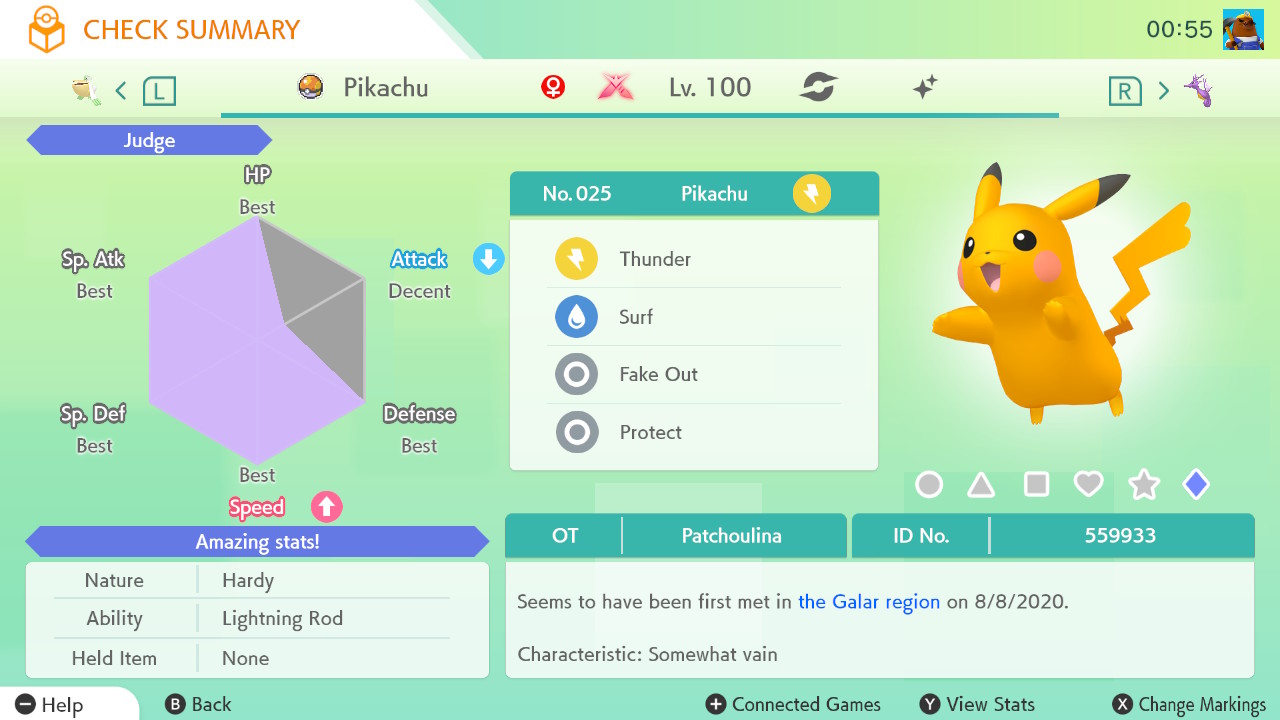 CHECK SUMMARY
00:55
L
Pikachu
Lv. 100
R
Judge
HP
Best
Sp. Atk
Best
Attack
Decent
Sp. Def
Best
Defense
Best
Best
Speed
Amazing stats!
Nature Hardy
Ability Lightning Rod
Held Item None
No. 025 Pikachu
Thunder
Surf
Fake Out
Protect
OT Patchoulina
ID No. 559933
Seems to have been first met in the Galar region on 8/8/2020.
Characteristic: Somewhat vain
Help
B Back
Connected Games
Y View Stats
X Change Markings